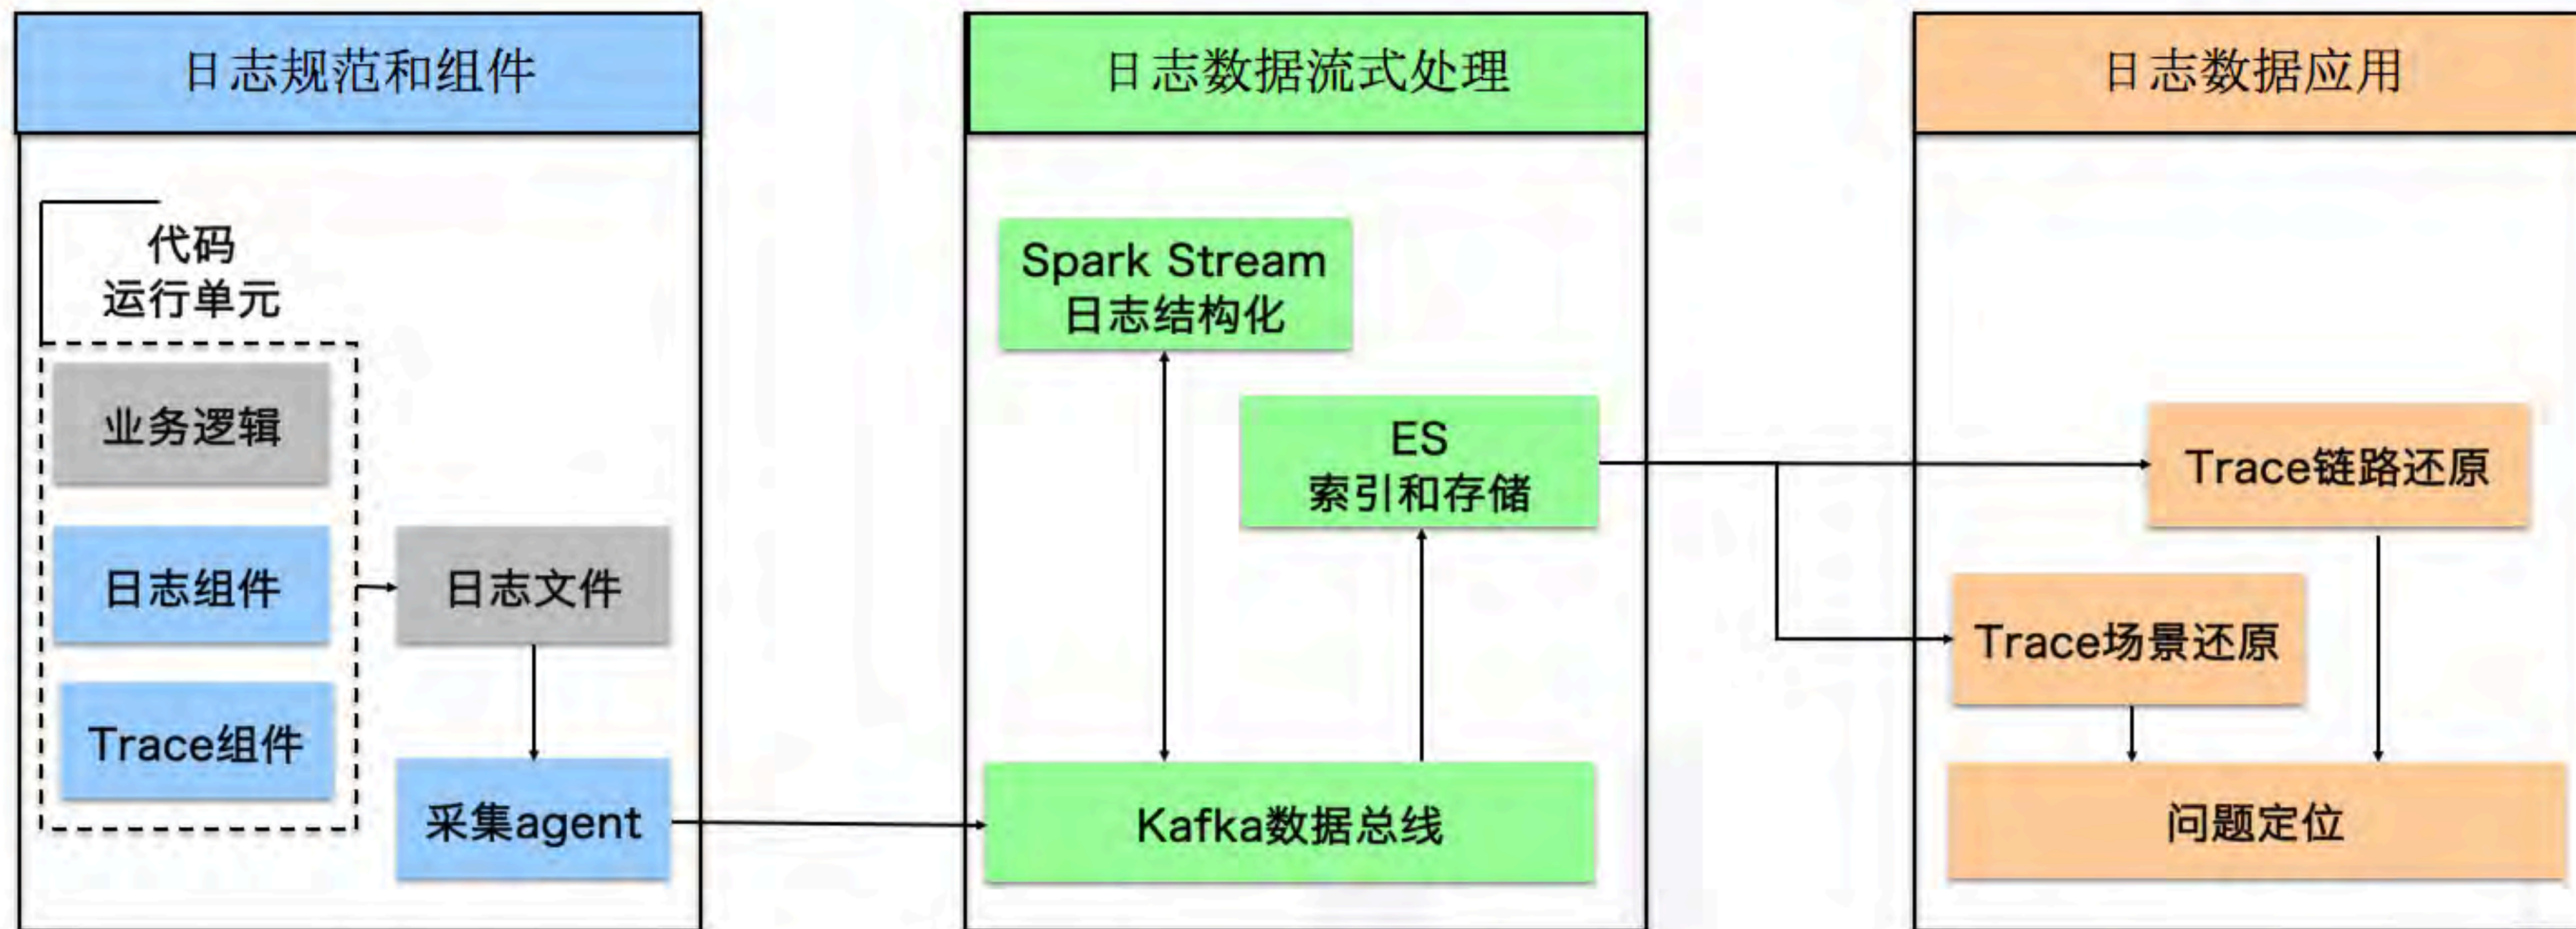 日志规范和组件
代码
运行单元
业务逻辑
日志组件
日志文件
Trace组件
采集agent
日志数据流式处理
Spark Stream
日志结构化
ES
索引和存储
Kafka数据总线
日志数据应用
Trace链路还原
Trace场景还原
问题定位